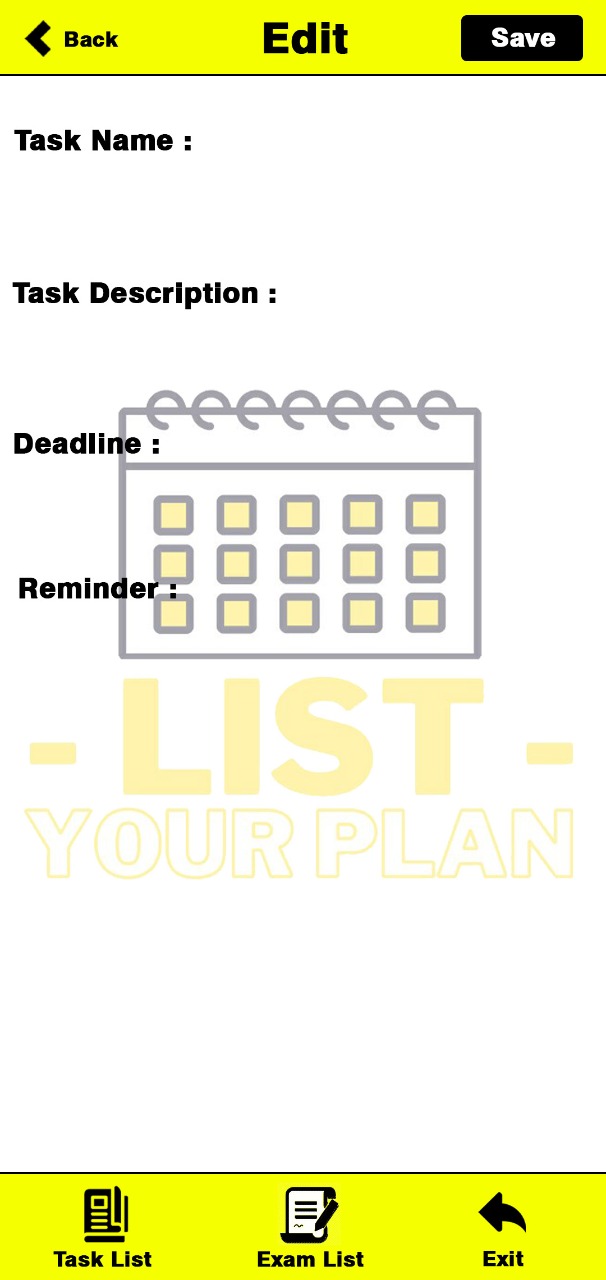 Back
Edit
Save
Task Name :
Task Description :
Deadline :
Reminder :
- LIST -
YOUR PLAN
Task List
Exam List
Exit